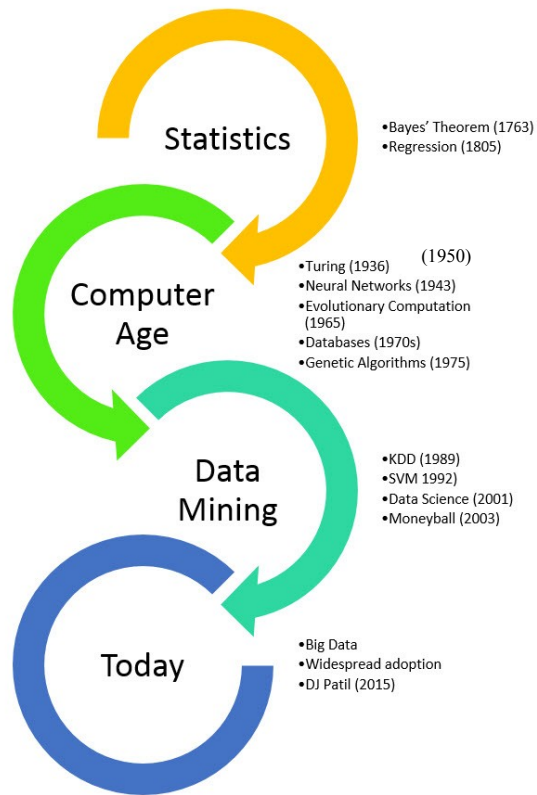 Statistics
•Bayes’ Theorem (1763)
•Regression (1805)
Computer
Age
•Turing (1936) (1950)
•Neural Networks (1943)
•Evolutionary Computation
(1965)
•Databases (1970s)
•Genetic Algorithms (1975)
Data
Mining
•KDD (1989)
•SVM 1992)
•Data Science (2001)
•Moneyball (2003)
Today
•Big Data
•Widespread adoption
•DJ Patil (2015)